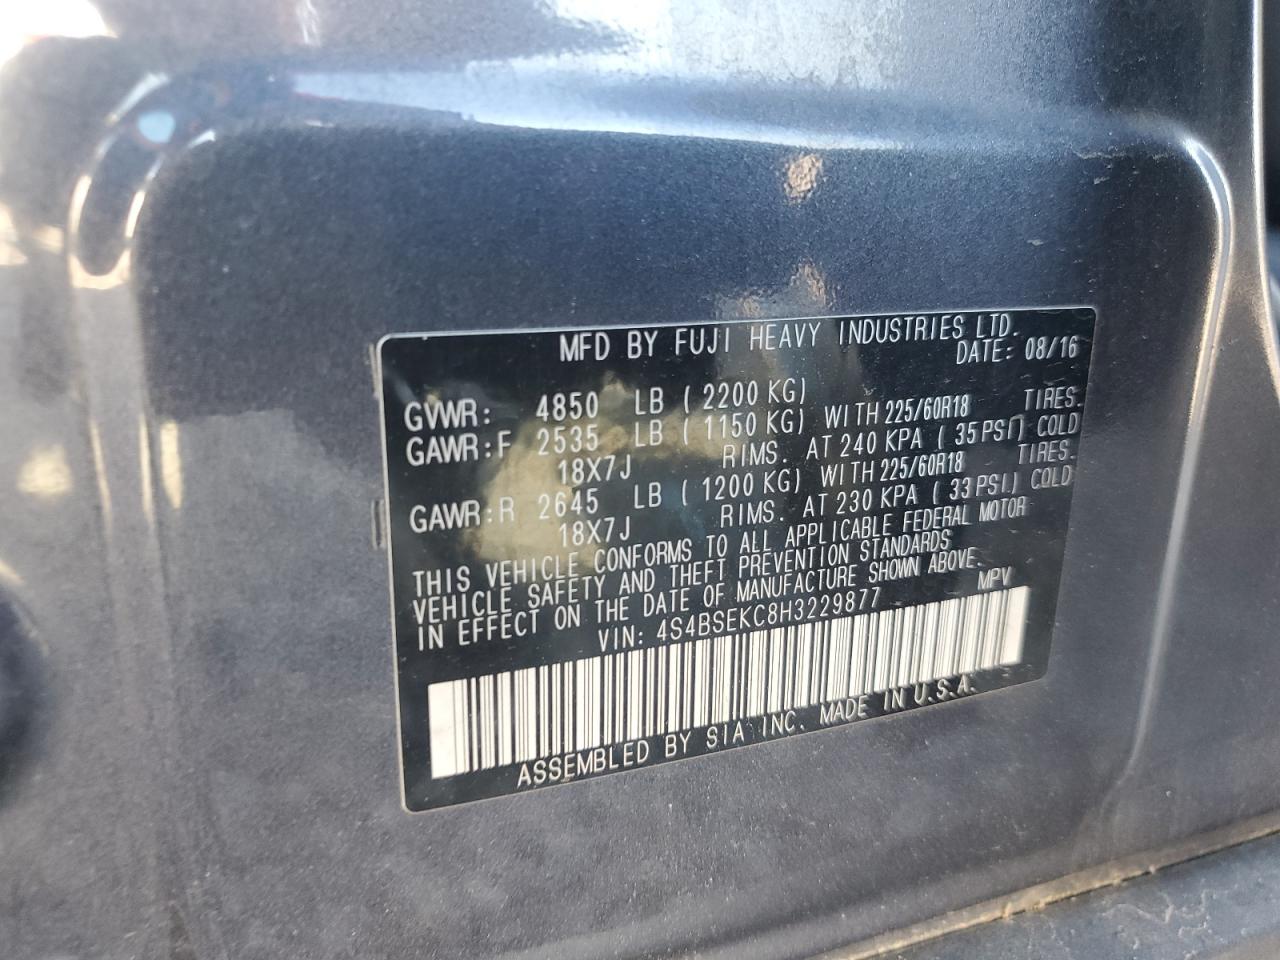 MFD BY FUJI HEAVY INDUSTRIES LTD.
DATE: 08/16
GVWR: 4850 LB (2200 KG)
GAWR:F 2535 LB (1150 KG) WITH 225/60R18 TIRES.
18X7J RIMS. AT 240 KPA (35PSI) COLD
GAWR:R 2645 LB (1200 KG) WITH 225/60R18 TIRES.
18X7J RIMS. AT 230 KPA (33PSI) COLD
THIS VEHICLE CONFORMS TO ALL APPLICABLE FEDERAL MOTOR
VEHICLE SAFETY AND THEFT PREVENTION STANDARDS
IN EFFECT ON THE DATE OF MANUFACTURE SHOWN ABOVE.
VIN: 4S4BSEKC8H3229877 MPV
ASSEMBLED BY SIA INC. MADE IN U.S.A.